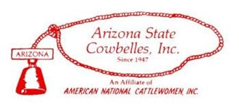 Arizona State
Cowbelles, Inc.
Since 1947
ARIZONA
An Affiliate of
AMERICAN NATIONAL CATTLEWOMEN, INC.